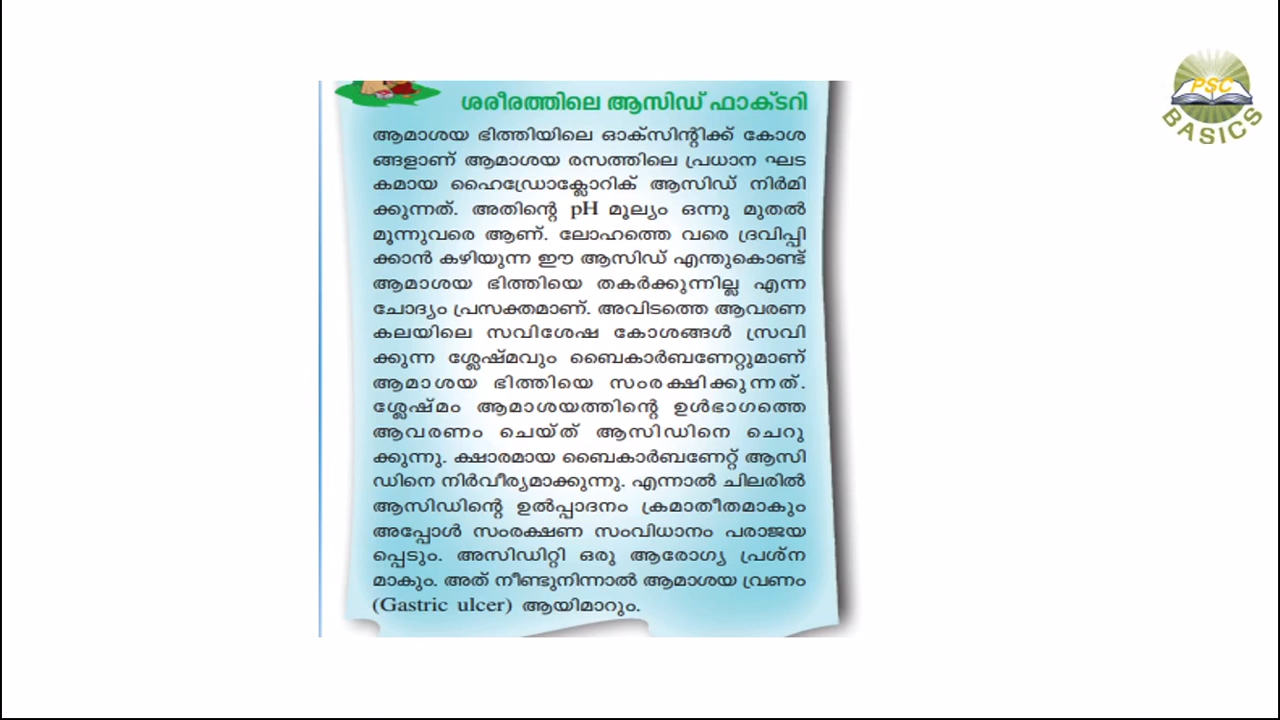 PSC
BASICS
ശരീരത്തിലെ ആസിഡ് ഫാക്ടറി
ആമാശയ ഭിത്തിയിലെ ഓക്സിന്റിക്ക് കോശ
ങ്ങളാണ് ആമാശയ രസത്തിലെ പ്രധാന ഘട
കമായ ഹൈഡ്രോക്ലോറിക് ആസിഡ് നിർമി
ക്കുന്നത്. അതിന്റെ pH മൂല്യം ഒന്നു മുതൽ
മൂന്നുവരെ ആണ്. ലോഹത്തെ വരെ ദ്രവിപ്പി
ക്കാൻ കഴിയുന്ന ഈ ആസിഡ് എന്തുകൊണ്ട്
ആമാശയ ഭിത്തിയെ തകർക്കുന്നില്ല എന്ന
ചോദ്യം പ്രസക്തമാണ്. അവിടത്തെ ആവരണ
കലയിലെ സവിശേഷ കോശങ്ങൾ സ്രവി
ക്കുന്ന ശ്ലേഷ്മവും ബൈകാർബണേറ്റുമാണ്
ആമാശയ ഭിത്തിയെ സംരക്ഷിക്കുന്നത്.
ശ്ലേഷ്മം ആമാശയത്തിന്റെ ഉൾഭാഗത്തെ
ആവരണം ചെയ്ത് ആസിഡിനെ ചെറു
ക്കുന്നു. ക്ഷാരമായ ബൈകാർബണേറ്റ് ആസി
ഡിനെ നിർവീര്യമാക്കുന്നു. എന്നാൽ ചിലരിൽ
ആസിഡിന്റെ ഉൽപ്പാദനം ക്രമാതീതമാകും
അപ്പോൾ സംരക്ഷണ സംവിധാനം പരാജയ
പ്പെടും. അസിഡിറ്റി ഒരു ആരോഗ്യ പ്രശ്ന
മാകും. അത് നീണ്ടുനിന്നാൽ ആമാശയ വ്രണം
(Gastric ulcer) ആയിമാറും.